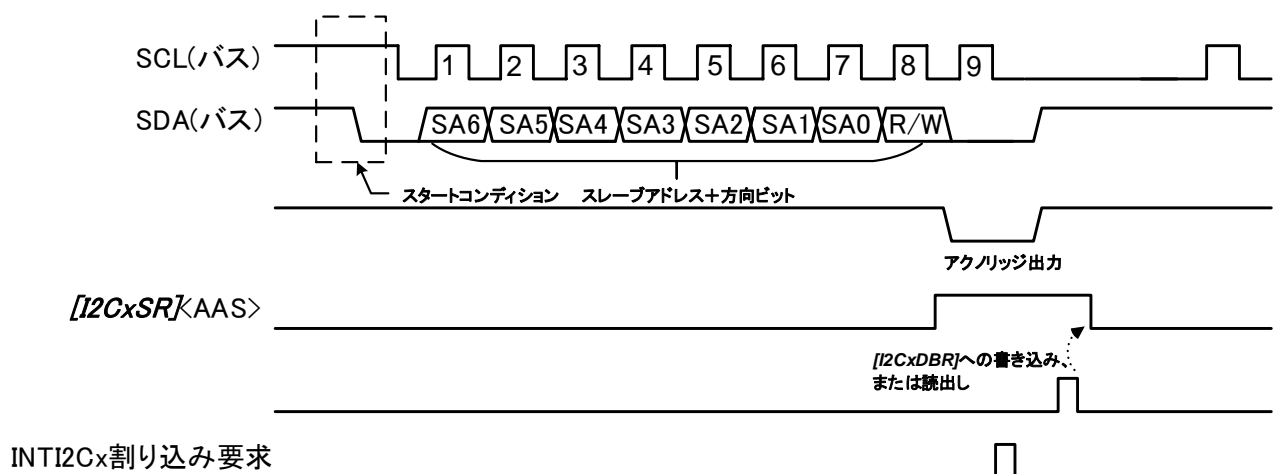 SCL(バス)
1 2 3 4 5 6 7 8 9
SDA(バス)
SA6 SA5 SA4 SA3 SA2 SA1 SA0 R/W
スタートコンディション スレーブアドレス+方向ビット
アクノリッジ出力
[I2CxSR]<AAS>
[I2CxDBR]への書き込み、
または読出し
INTI2Cx割り込み要求